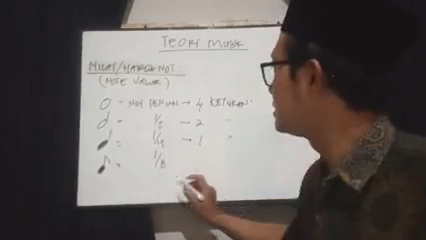 TEORI MUSIK
NILAI/HARGA NOT
(NOTE VALUE)
= NOT PENUH → 4 KETUKAN
= 1/2 → 2 "
= 1/4 → 1 "
= 1/8